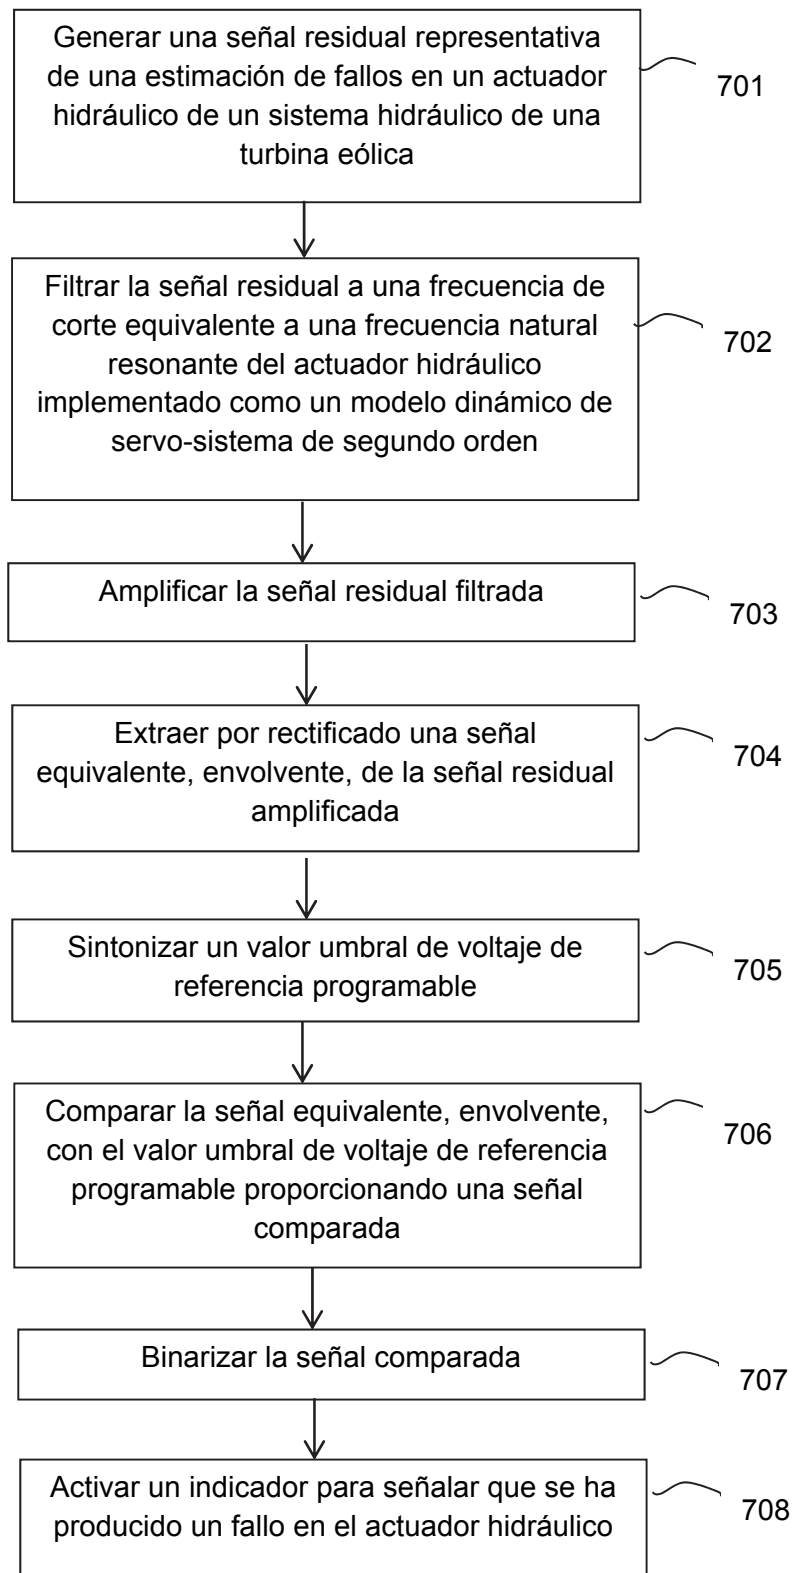 Generar una señal residual representativa
de una estimación de fallos en un actuador
hidráulico de un sistema hidráulico de una
turbina eólica
701
Filtrar la señal residual a una frecuencia de
corte equivalente a una frecuencia natural
resonante del actuador hidráulico
implementado como un modelo dinámico de
servo-sistema de segundo orden
702
Amplificar la señal residual filtrada
703
Extraer por rectificado una señal
equivalente, envolvente, de la señal residual
amplificada
704
Sintonizar un valor umbral de voltaje de
referencia programable
705
Comparar la señal equivalente, envolvente,
con el valor umbral de voltaje de referencia
programable proporcionando una señal
comparada
706
Binarizar la señal comparada
707
Activar un indicador para señalar que se ha
producido un fallo en el actuador hidráulico
708